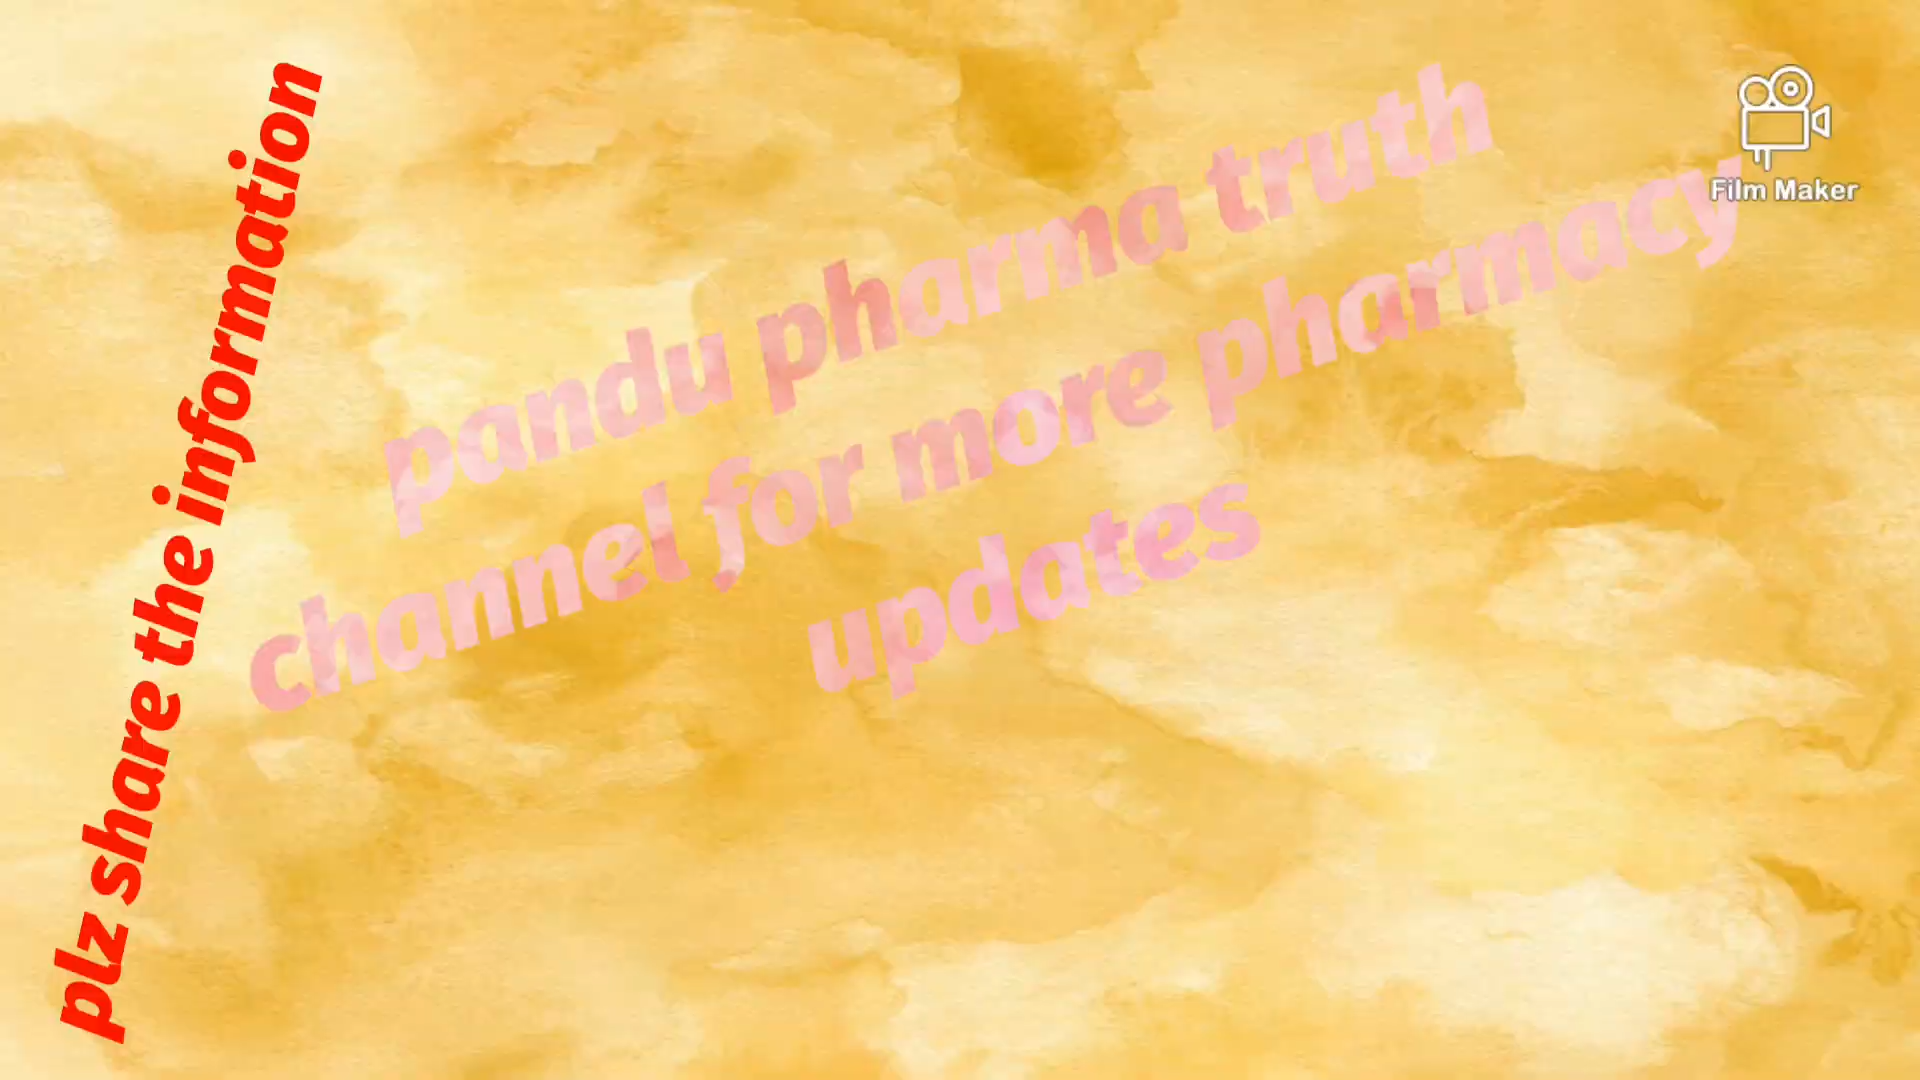 plz share the information
pandu pharma truth
channel for more pharmacy
updates
Film Maker